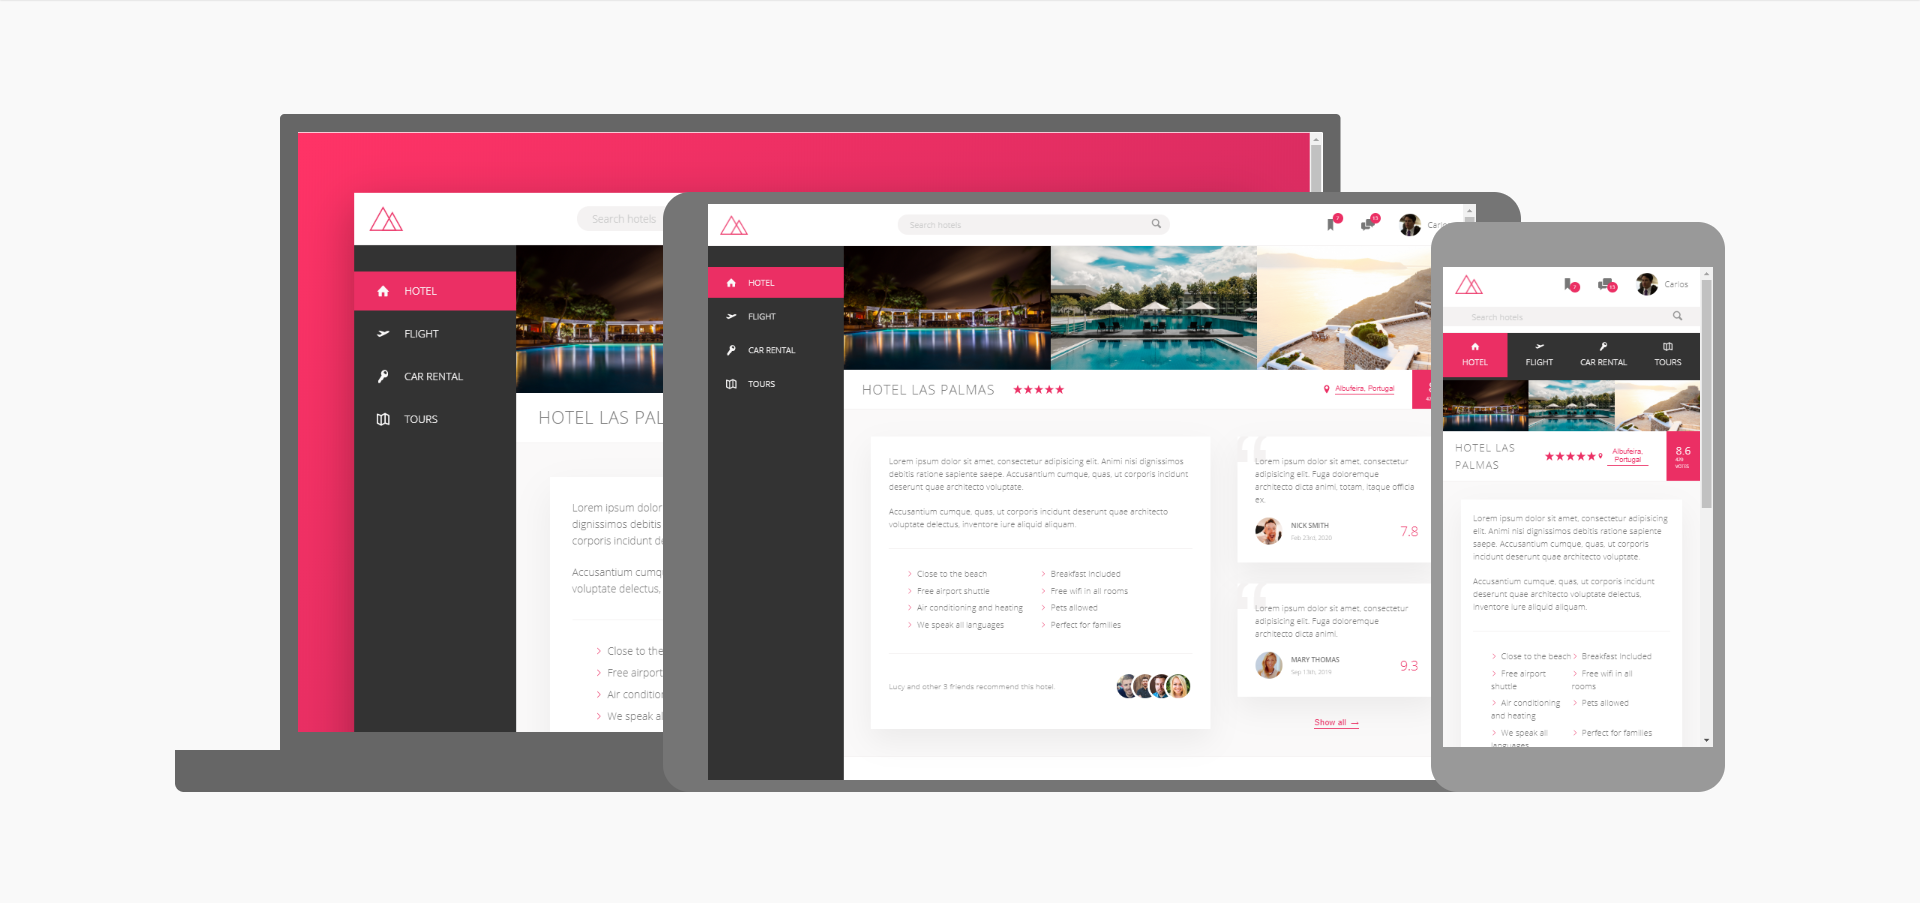 Search hotels
HOTEL
FLIGHT
CAR RENTAL
TOURS
HOTEL LAS PAL
Lorem ipsum dolor
dignissimos debitis
corporis incidunt de
Accusantium cumq
voluptate delectus,
Close to the
Free airport
Air condition
We speak al
Search hotels
7
13
Carlo
HOTEL
FLIGHT
CAR RENTAL
TOURS
HOTEL LAS PALMAS
Albufeira, Portugal
Lorem ipsum dolor sit amet, consectetur adipisicing elit. Animi nisi dignissimos
debitis ratione sapiente saepe. Accusantium cumque, quas, ut corporis incidunt
deserunt quae architecto voluptate.
Accusantium cumque, quas, ut corporis incidunt deserunt quae architecto
voluptate delectus, inventore iure aliquid aliquam.
Close to the beach
Breakfast included
Free airport shuttle
Free wifi in all rooms
Air conditioning and heating
Pets allowed
We speak all languages
Perfect for families
Lucy and other 3 friends recommend this hotel.
Lorem ipsum dolor sit amet, consectetur
adipisicing elit. Fuga doloremque
architecto dicta animi, totam, itaque officia
ex.
NICK SMITH
Feb 23rd, 2020
7.8
Lorem ipsum dolor sit amet, consectetur
adipisicing elit. Fuga doloremque
architecto dicta animi.
MARY THOMAS
Sep 13th, 2019
9.3
Show all →
7
13
Carlos
Search hotels
HOTEL
FLIGHT
CAR RENTAL
TOURS
HOTEL LAS
PALMAS
Albufeira,
Portugal
8.6
429
VOTES
Lorem ipsum dolor sit amet, consectetur adipisicing
elit. Animi nisi dignissimos debitis ratione sapiente
saepe. Accusantium cumque, quas, ut corporis
incidunt deserunt quae architecto voluptate.
Accusantium cumque, quas, ut corporis incidunt
deserunt quae architecto voluptate delectus,
inventore iure aliquid aliquam.
Close to the beach
Breakfast included
Free airport
shuttle
Free wifi in all
rooms
Air conditioning
and heating
Pets allowed
We speak all
languages
Perfect for families